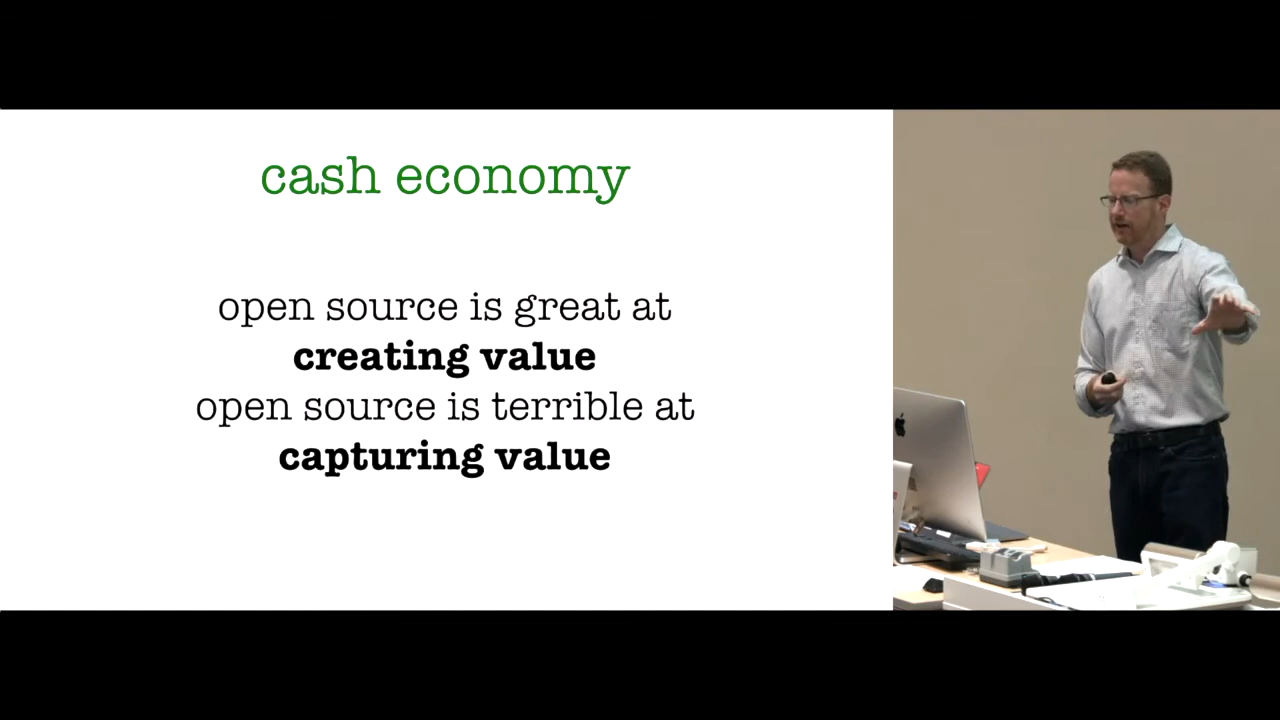 cash economy
open source is great at
creating value
open source is terrible at
capturing value